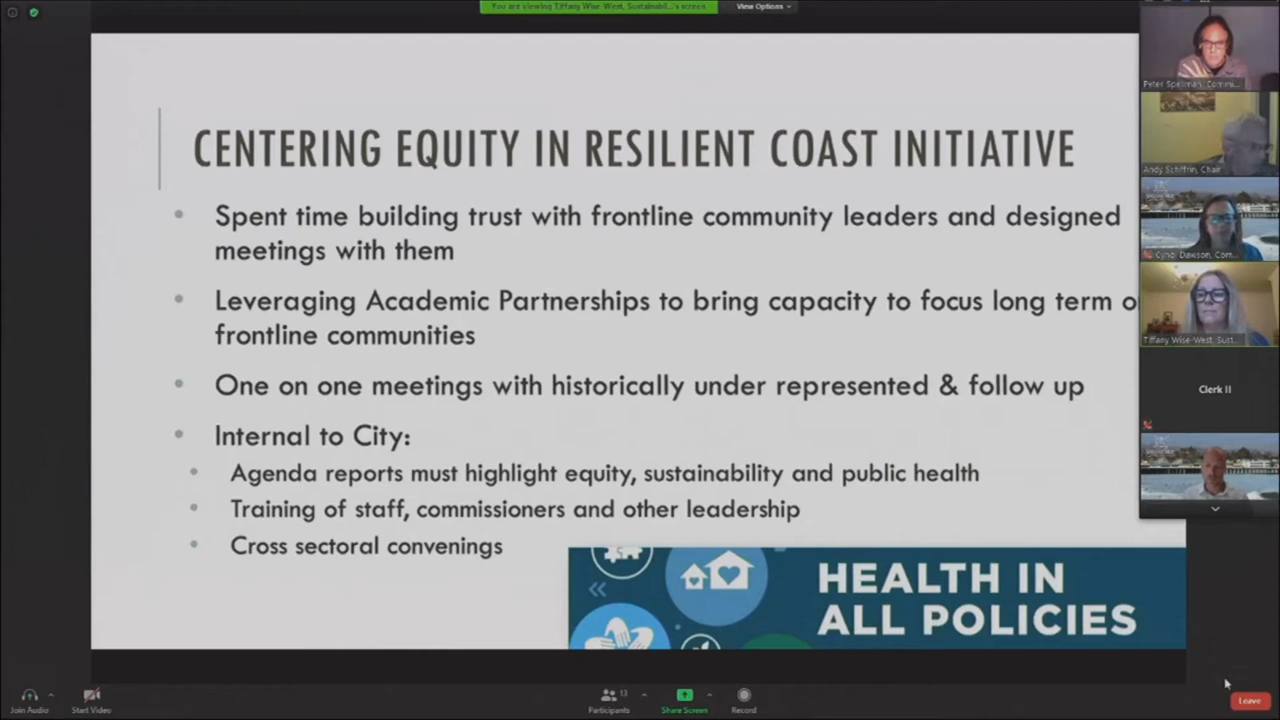 You are viewing Tiffany Wise-West, Sustainabil...'s screen
View Options
Peter Spellman, Commi...
CENTERING EQUITY IN RESILIENT COAST INITIATIVE
Andy Schiffrin, Chair
Spent time building trust with frontline community leaders and designed
meetings with them
Cyndi Dawson, Com...
Leveraging Academic Partnerships to bring capacity to focus long term o
frontline communities
Tiffany Wise-West, Sust...
One on one meetings with historically under represented & follow up
Clerk II
Internal to City:
Agenda reports must highlight equity, sustainability and public health
Training of staff, commissioners and other leadership
Cross sectoral convenings
HEALTH IN
ALL POLICIES
Join Audio
Start Video
13
Participants
Share Screen
Record
Leave